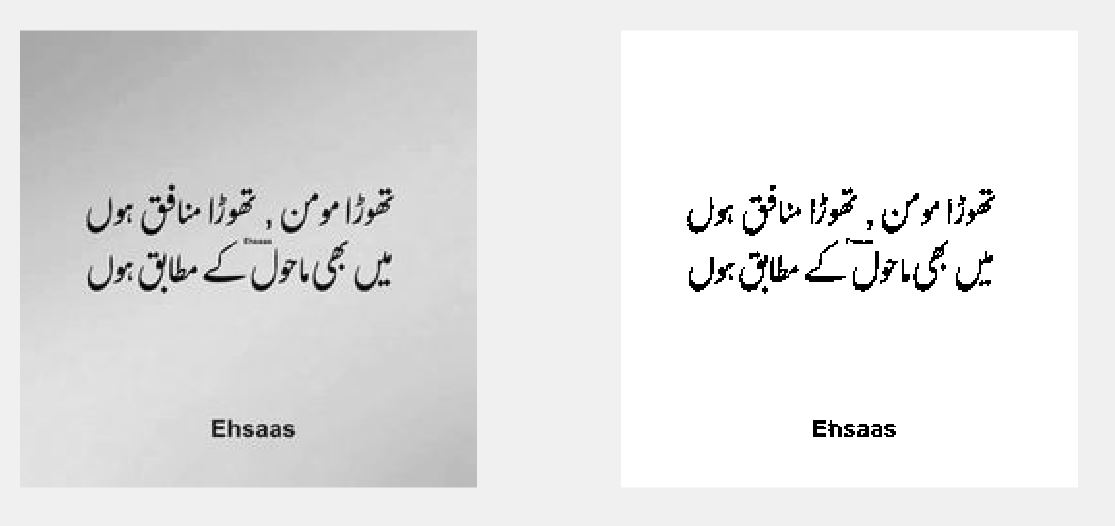 تھوڑا مومن , تھوڑا منافق ہوں
Ehsaas
میں بھی ماحول کے مطابق ہوں
Ehsaas
تھوڑا مومن , تھوڑا منافق ہوں
میں بھی ماحول کے مطابق ہوں
Ehsaas